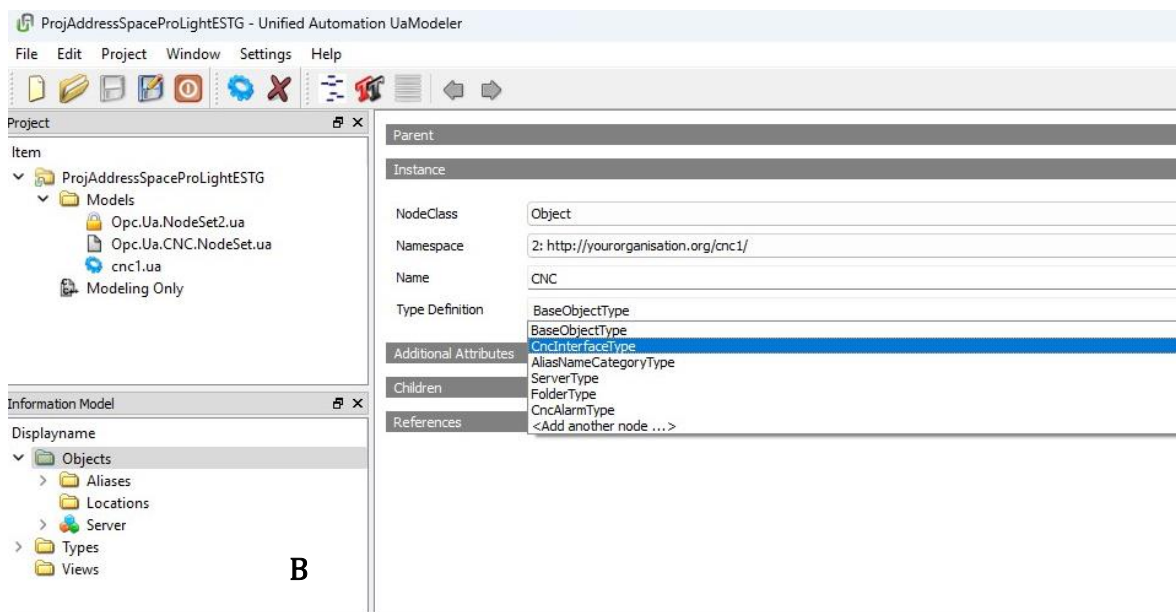 ProjAddressSpaceProLightESTG - Unified Automation UaModeler
File Edit Project Window Settings Help
Project
Item
ProjAddressSpaceProLightESTG
Models
Opc.Ua.NodeSet2.ua
Opc.Ua.CNC.NodeSet.ua
cnc1.ua
Modeling Only
Information Model
Displayname
Objects
Aliases
Locations
Server
Types
Views
B
Parent
Instance
NodeClass Object
Namespace 2: http://yourorganisation.org/cnc1/
Name CNC
Type Definition BaseObjectType
BaseObjectType
CncInterfaceType
AliasNameCategoryType
ServerType
FolderType
CncAlarmType
<Add another node ...>
Additional Attributes
Children
References